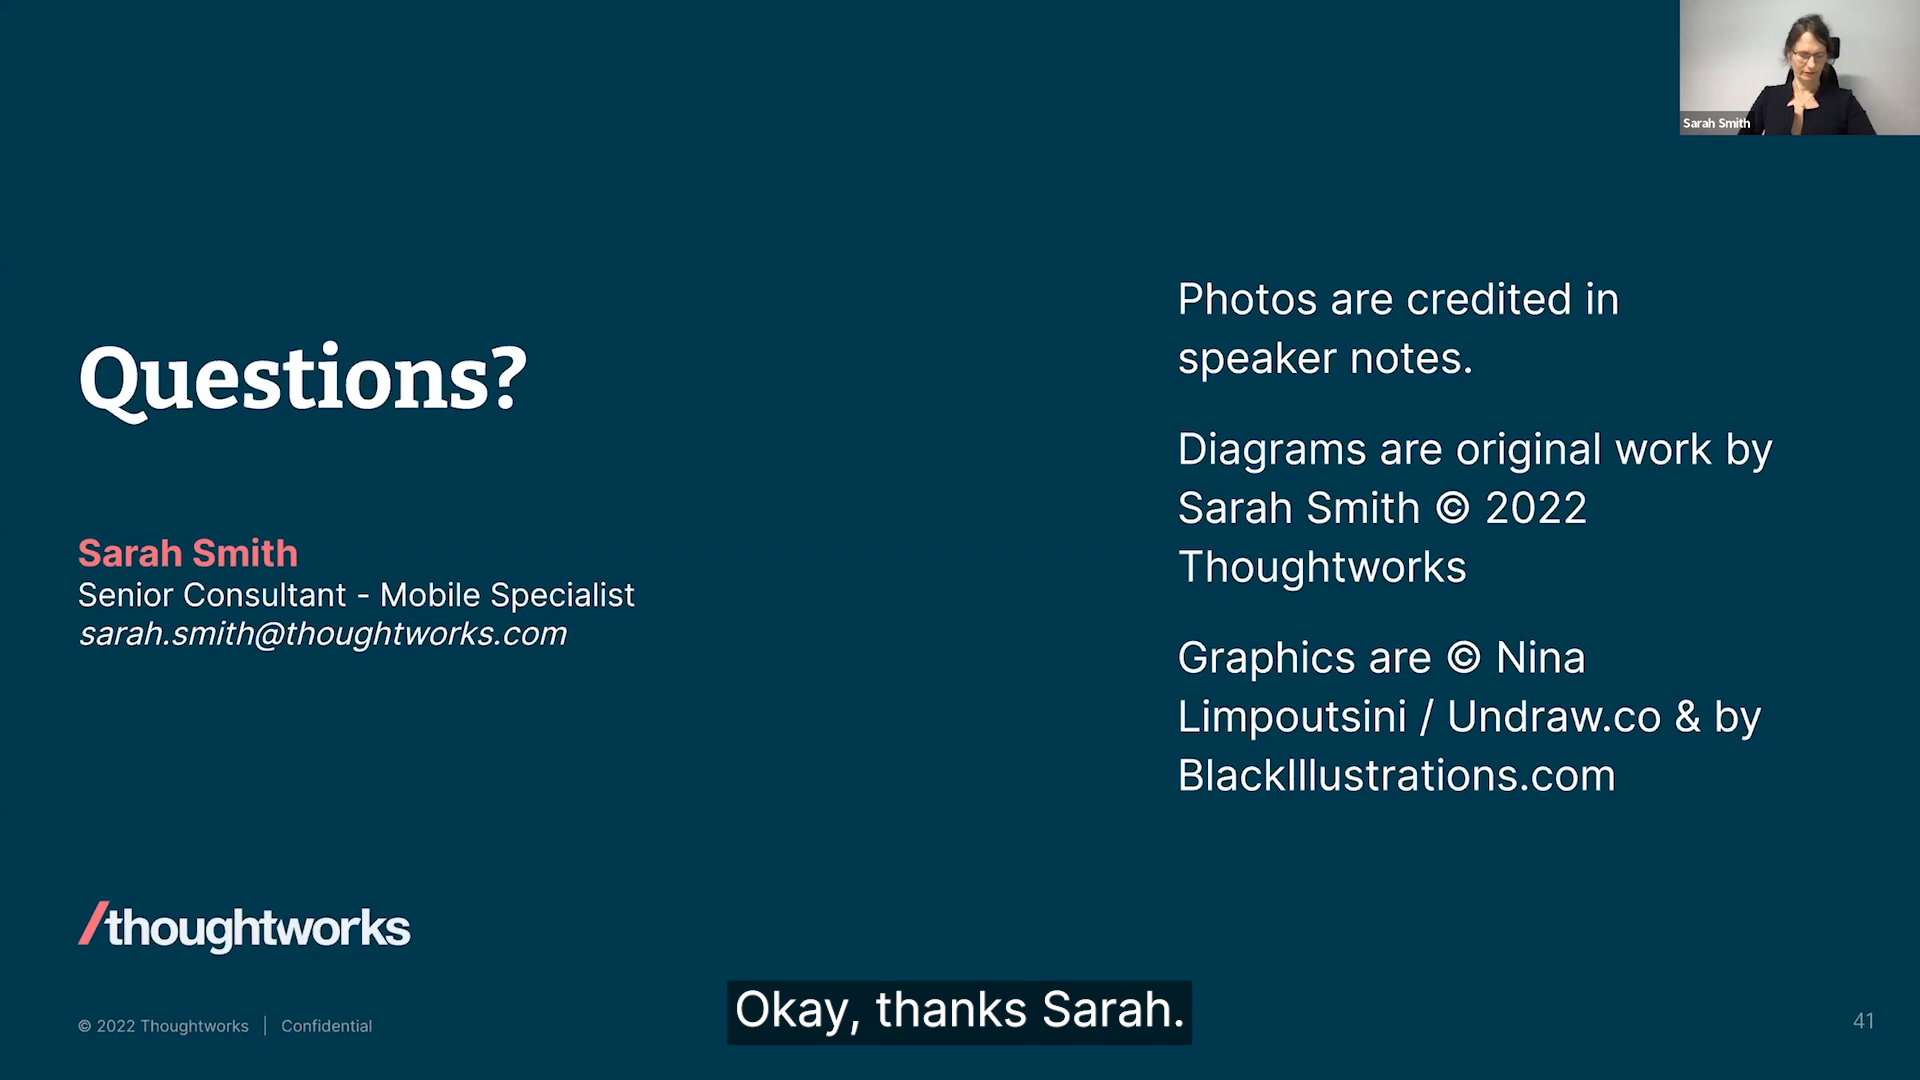 Sarah Smith
Questions?
Sarah Smith
Senior Consultant - Mobile Specialist
sarah.smith@thoughtworks.com
Photos are credited in
speaker notes.
Diagrams are original work by
Sarah Smith © 2022
Thoughtworks
Graphics are © Nina
Limpoutsini / Undraw.co & by
BlackIllustrations.com
/thoughtworks
© 2022 Thoughtworks | Confidential
Okay, thanks Sarah.
41